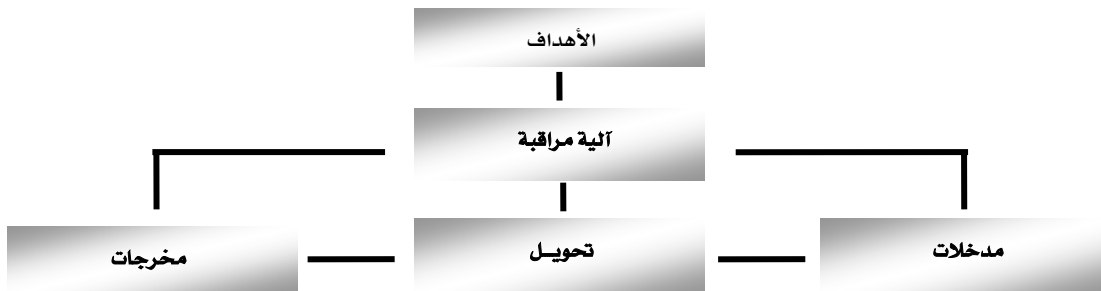 الأهداف
آلية مراقبة
مدخلات
تحويـل
مخرجات